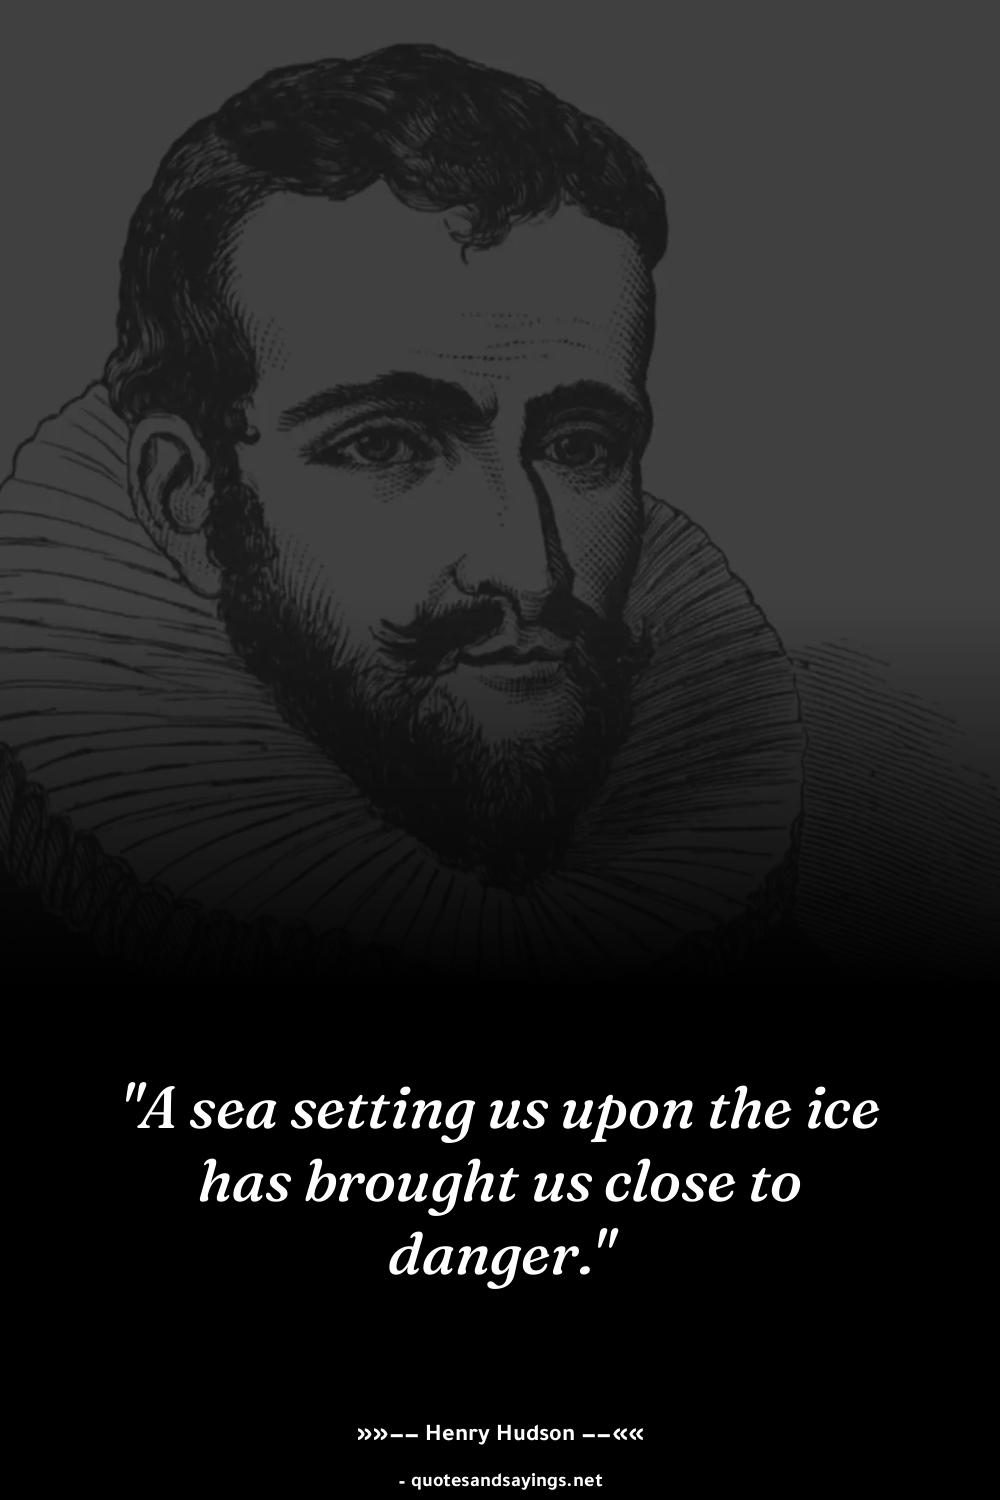 "A sea setting us upon the ice
has brought us close to
danger."
»»−− Henry Hudson −−««
- quotesandsayings.net